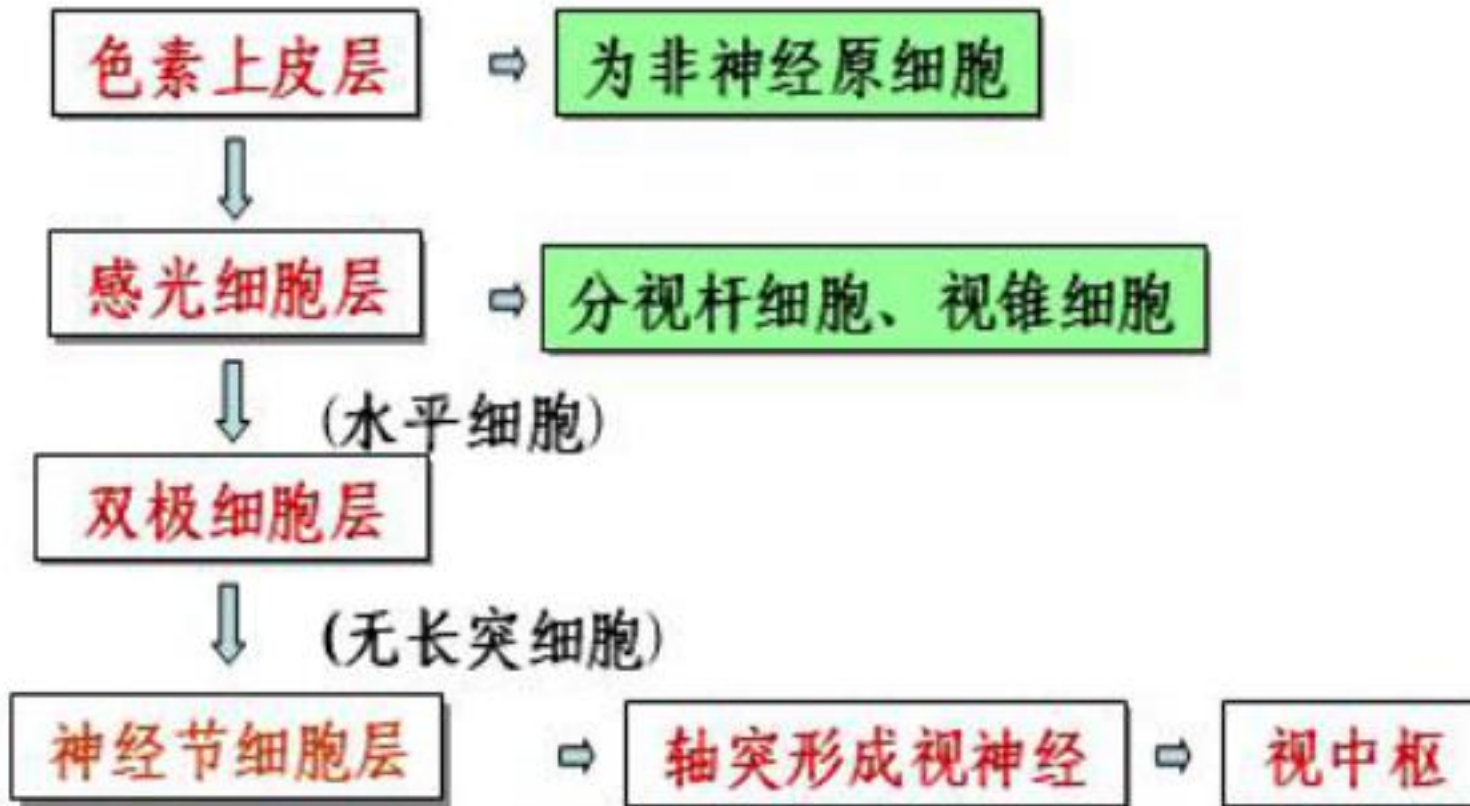 色素上皮层 ⇨ 为非神经原细胞
感光细胞层 ⇨ 分视杆细胞、视锥细胞
(水平细胞)
双极细胞层
(无长突细胞)
神经节细胞层 ⇨ 轴突形成视神经 ⇨ 视中枢